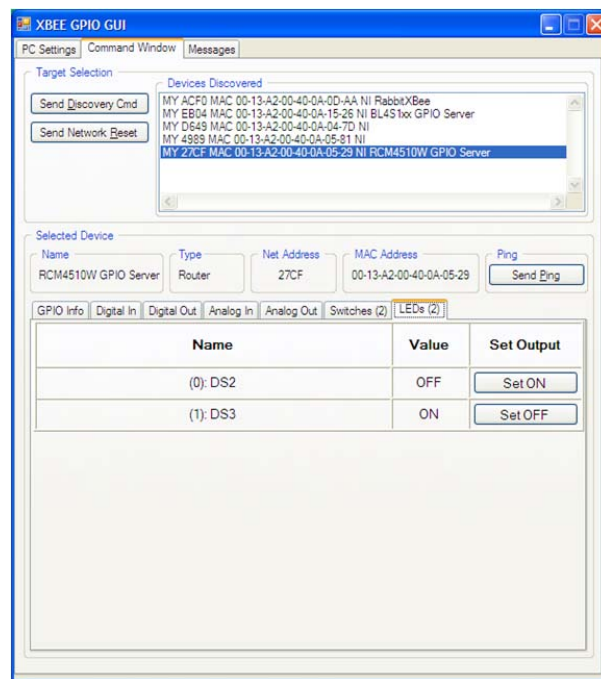 XBEE GPIO GUI
PC Settings Command Window Messages
Target Selection
Devices Discovered
Send Discovery Cmd
Send Network Reset
MY ACF0 MAC 00-13-A2-00-40-0A-0D-AA NI RabbitXBee
MY EB04 MAC 00-13-A2-00-40-0A-15-26 NI BL4S1xx GPIO Server
MY D649 MAC 00-13-A2-00-40-0A-04-7D NI
MY 4989 MAC 00-13-A2-00-40-0A-05-81 NI
MY 27CF MAC 00-13-A2-00-40-0A-05-29 NI RCM4510W GPIO Server
Selected Device
Name Type Net Address MAC Address Ping
RCM4510W GPIO Server Router 27CF 00-13-A2-00-40-0A-05-29 Send Ping
GPIO Info Digital In Digital Out Analog In Analog Out Switches (2) LEDs (2)
Name Value Set Output
(0): DS2 OFF Set ON
(1): DS3 ON Set OFF